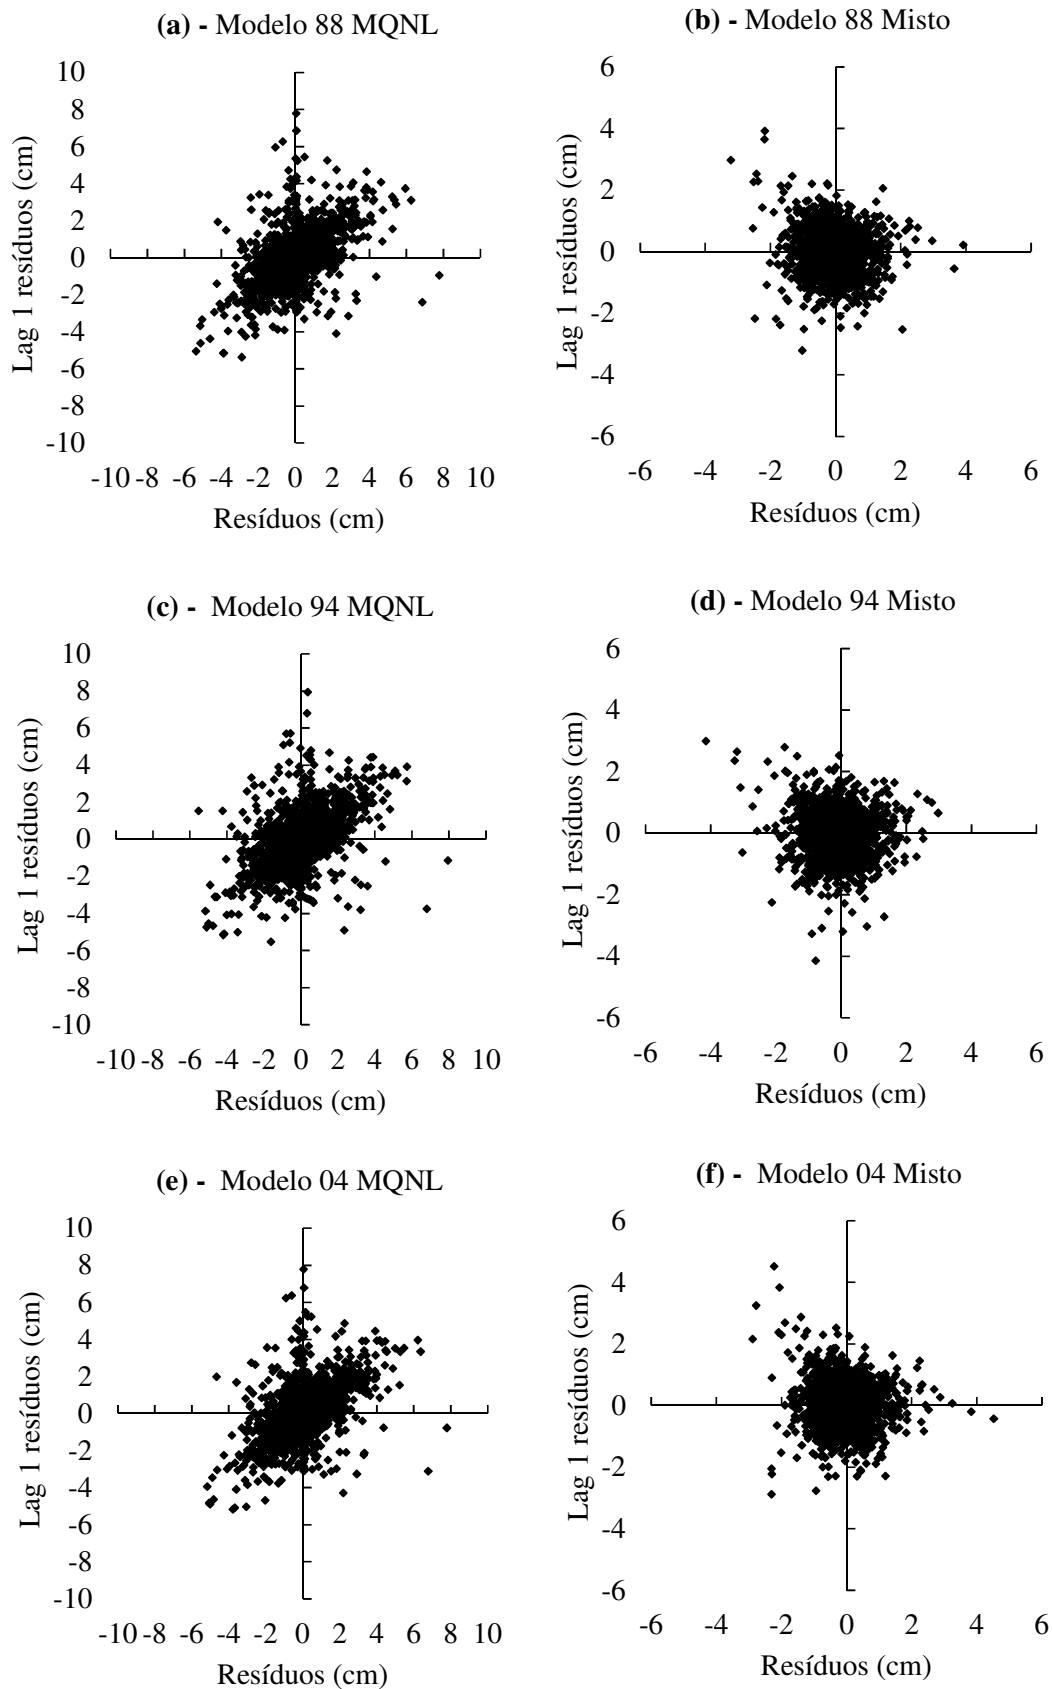 (a) - Modelo 88 MQNL
10
8
6
4
2
0
-2
-4
-6
-8
-10
Lag 1 resíduos (cm)
-10 -8 -6 -4 -2 0 2 4 6 8 10
Resíduos (cm)
(b) - Modelo 88 Misto
6
4
2
0
-2
-4
-6
Lag 1 resíduos (cm)
-6 -4 -2 0 2 4 6
Resíduos (cm)
(c) - Modelo 94 MQNL
10
8
6
4
2
0
-2
-4
-6
-8
-10
Lag 1 resíduos (cm)
-10 -8 -6 -4 -2 0 2 4 6 8 10
Resíduos (cm)
(d) - Modelo 94 Misto
6
4
2
0
-2
-4
-6
Lag 1 resíduos (cm)
-6 -4 -2 0 2 4 6
Resíduos (cm)
(e) - Modelo 04 MQNL
10
8
6
4
2
0
-2
-4
-6
-8
-10
Lag 1 resíduos (cm)
-10 -8 -6 -4 -2 0 2 4 6 8 10
Resíduos (cm)
(f) - Modelo 04 Misto
6
4
2
0
-2
-4
-6
Lag 1 resíduos (cm)
-6 -4 -2 0 2 4 6
Resíduos (cm)